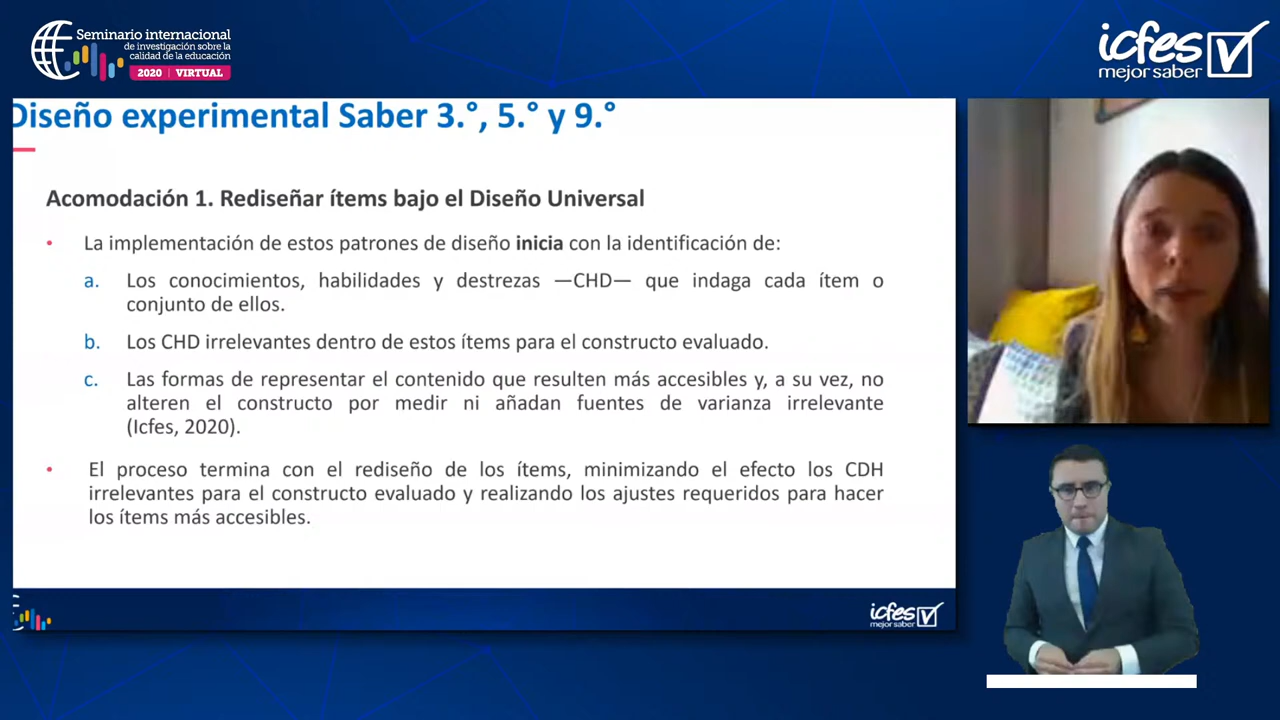 Seminario internacional
de investigación sobre la
calidad de la educación
2020 | VIRTUAL
icfes
mejor saber
Diseño experimental Saber 3.°, 5.° y 9.°
Acomodación 1. Rediseñar ítems bajo el Diseño Universal
• La implementación de estos patrones de diseño inicia con la identificación de:
a. Los conocimientos, habilidades y destrezas —CHD— que indaga cada ítem o
conjunto de ellos.
b. Los CHD irrelevantes dentro de estos ítems para el constructo evaluado.
c. Las formas de representar el contenido que resulten más accesibles y, a su vez, no
alteren el constructo por medir ni añadan fuentes de varianza irrelevante
(Icfes, 2020).
• El proceso termina con el rediseño de los ítems, minimizando el efecto los CDH
irrelevantes para el constructo evaluado y realizando los ajustes requeridos para hacer
los ítems más accesibles.
icfes
mejor saber